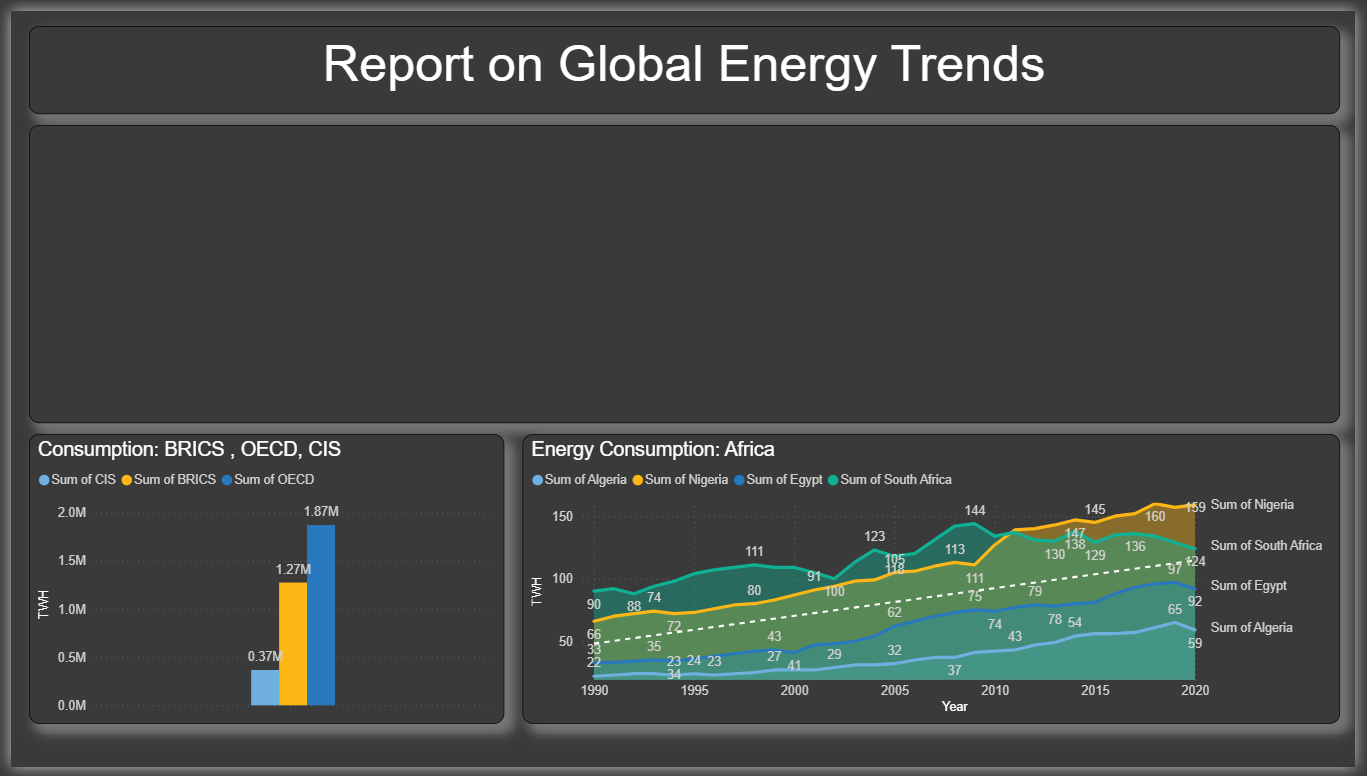 Report on Global Energy Trends
Consumption: BRICS , OECD, CIS
Sum of CIS Sum of BRICS Sum of OECD
2.0M
1.5M
1.0M
0.5M
0.0M
TWH
0.37M
1.27M
1.87M
Energy Consumption: Africa
Sum of Algeria Sum of Nigeria Sum of Egypt Sum of South Africa
150
100
50
TWH
1990 1995 2000 2005 2010 2015 2020
Year
90 88 74 111 91 100 123 118 144 130 138 129 136 124
66 72 80 105 113 111 147 145 160 159
33 35 34 43 41 62 75 74 79 78 97 92
22 23 24 23 27 29 32 37 43 54 65 59
Sum of Nigeria
Sum of South Africa
Sum of Egypt
Sum of Algeria